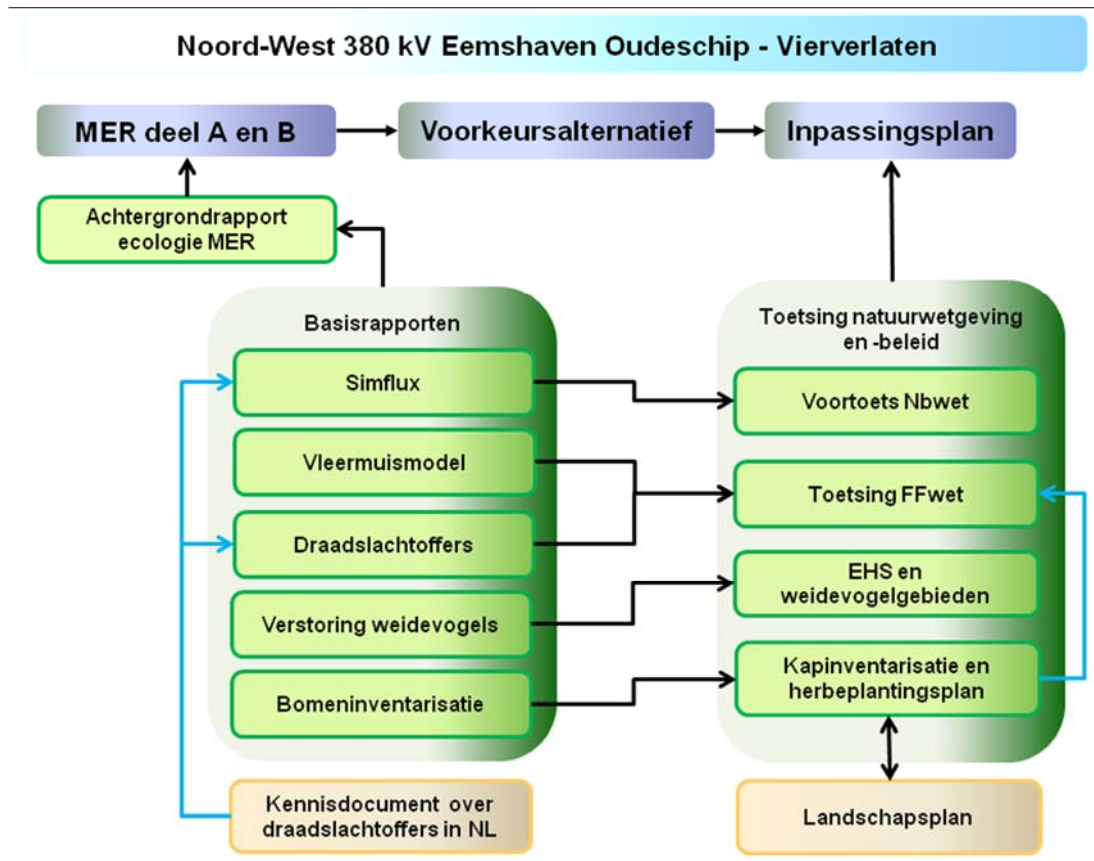 Noord-West 380 kV Eemshaven Oudeschip - Vierverlaten
MER deel A en B
Voorkeursalternatief
Inpassingsplan
Achtergrondrapport
ecologie MER
Basisrapporten
Simflux
Vleermuismodel
Draadslachtoffers
Verstoring weidevogels
Bomeninventarisatie
Kennisdocument over
draadslachtoffers in NL
Toetsing natuurwetgeving
en -beleid
Voortoets Nbwet
Toetsing FFwet
EHS en
weidevogelgebieden
Kapinventarisatie en
herbeplantingsplan
Landschapsplan